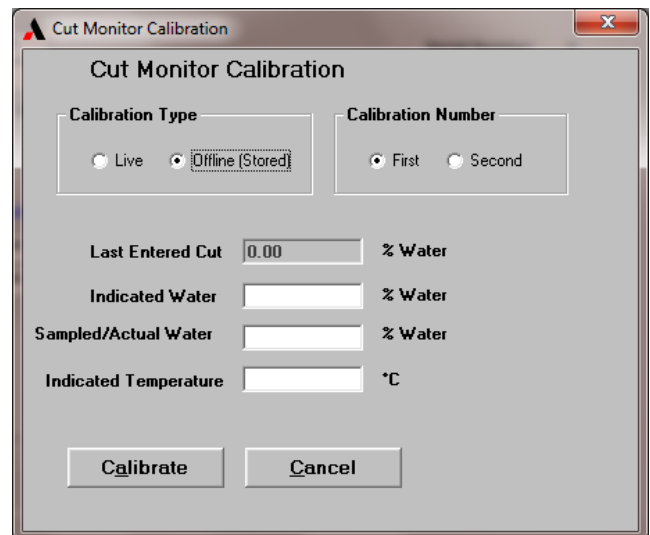 Cut Monitor Calibration
Cut Monitor Calibration
Calibration Type
Calibration Number
Live Offline (Stored)
First Second
Last Entered Cut 0.00 % Water
Indicated Water % Water
Sampled/Actual Water % Water
Indicated Temperature °C
Calibrate Cancel